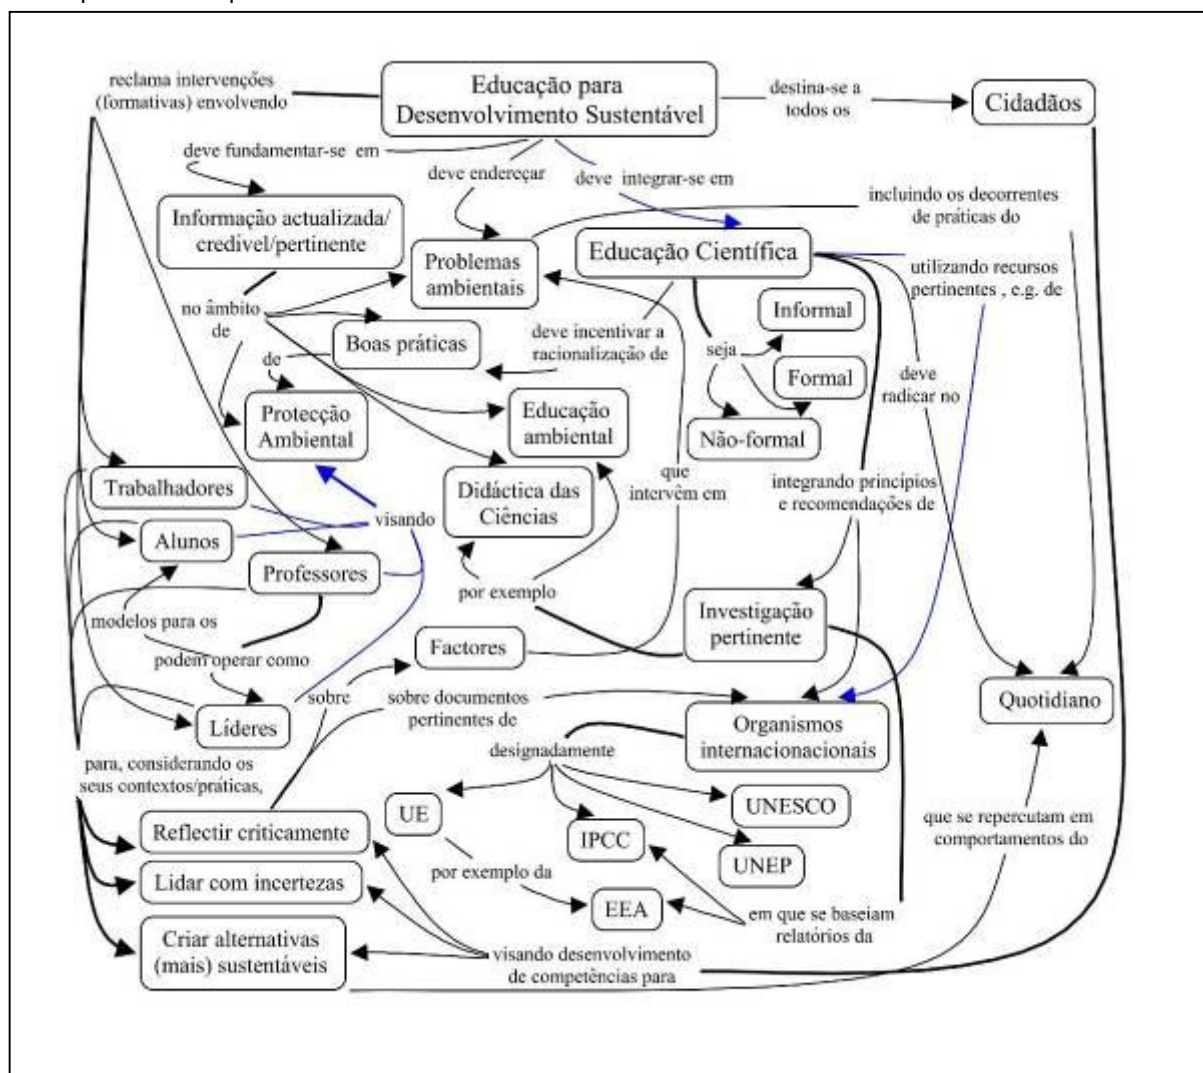 reclama intervenções
(formativas) envolvendo
Educação para
Desenvolvimento Sustentável
destina-se a
todos os
Cidadãos
deve fundamentar-se em
deve endereçar
deve integrar-se em
incluindo os decorrentes
de práticas do
Informação actualizada/
credível/pertinente
Problemas
ambientais
Educação Científica
utilizando recursos
pertinentes , e.g. de
no âmbito
de
Boas práticas
deve incentivar a
racionalização de
seja
Informal
Formal
Não-formal
deve
radicar no
de
Protecção
Ambiental
Educação
ambiental
Trabalhadores
Didáctica das
Ciências
que
intervêm em
integrando princípios
e recomendações de
Alunos
visando
Professores
por exemplo
Investigação
pertinente
modelos para os
podem operar como
Factores
Líderes
sobre
sobre documentos
pertinentes de
Organismos
internacionacionais
Quotidiano
para, considerando os
seus contextos/práticas,
designadamente
UE
IPCC
UNESCO
UNEP
que se repercutam em
comportamentos do
Reflectir criticamente
Lidar com incertezas
por exemplo da
EEA
em que se baseiam
relatórios da
Criar alternativas
(mais) sustentáveis
visando desenvolvimento
de competências para